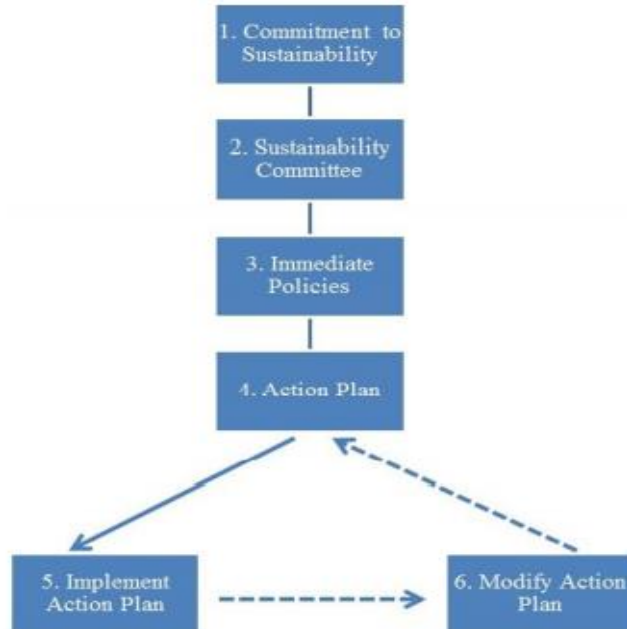 1. Commitment to
Sustainability
2. Sustainability
Committee
3. Immediate
Policies
4. Action Plan
5. Implement
Action Plan
6. Modify Action
Plan